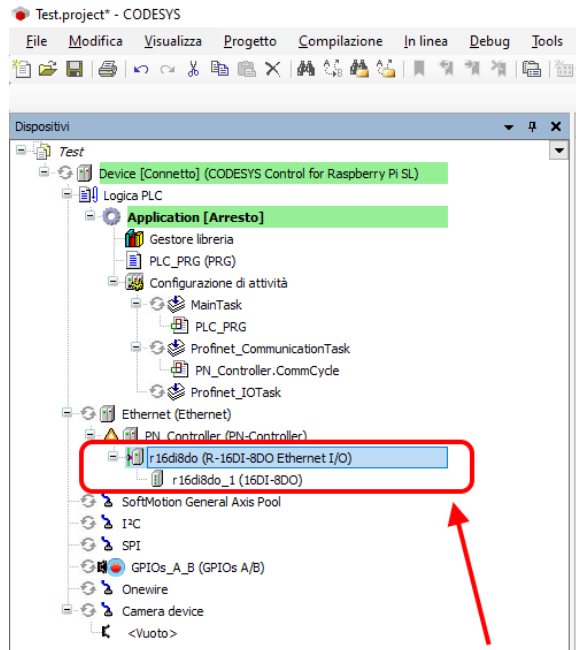 Test.project* - CODESYS
File Modifica Visualizza Progetto Compilazione In linea Debug Tools
Dispositivi
Test
Device [Connetto] (CODESYS Control for Raspberry Pi SL)
Logica PLC
Application [Arresto]
Gestore libreria
PLC_PRG (PRG)
Configurazione di attività
MainTask
PLC_PRG
Profinet_CommunicationTask
PN_Controller.CommCycle
Profinet_IOTask
Ethernet (Ethernet)
PN_Controller (PN-Controller)
r16di8do (R-16DI-8DO Ethernet I/O)
r16di8do_1 (16DI-8DO)
SoftMotion General Axis Pool
I²C
SPI
GPIOs_A_B (GPIOs A/B)
Onewire
Camera device
<Vuoto>